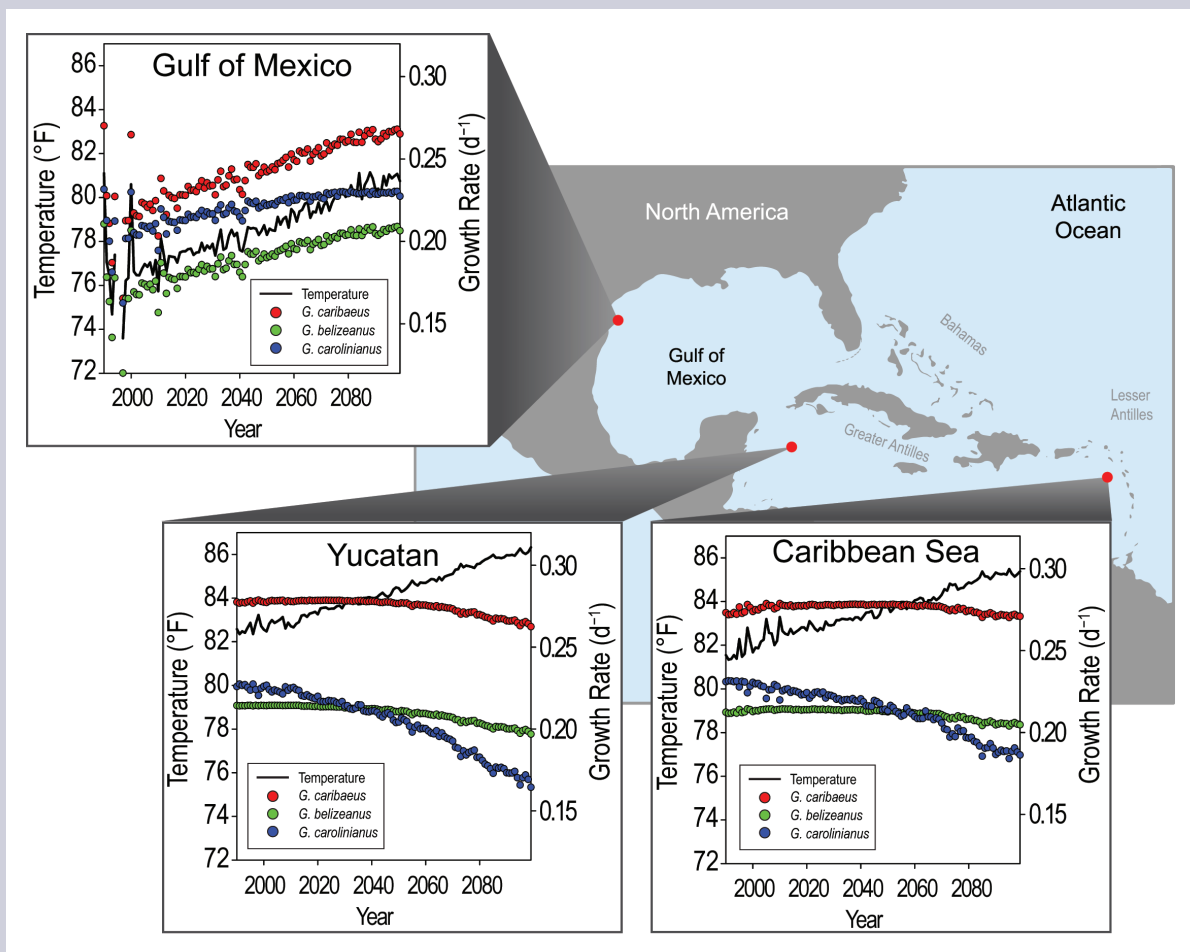 Gulf of Mexico
86
84
82
80
78
76
74
72
Temperature (°F)
0.30
0.25
0.20
0.15
Growth Rate (d⁻¹)
Temperature
G. caribaeus
G. belizeanus
G. carolinianus
2000 2020 2040 2060 2080
Year
North America
Atlantic
Ocean
Gulf of
Mexico
Bahamas
Lesser
Antilles
Greater Antilles
Yucatan
86
84
82
80
78
76
74
72
Temperature (°F)
0.30
0.25
0.20
0.15
Growth Rate (d⁻¹)
Temperature
G. caribaeus
G. belizeanus
G. carolinianus
2000 2020 2040 2060 2080
Year
Caribbean Sea
86
84
82
80
78
76
74
72
Temperature (°F)
0.30
0.25
0.20
0.15
Growth Rate (d⁻¹)
Temperature
G. caribaeus
G. belizeanus
G. carolinianus
2000 2020 2040 2060 2080
Year